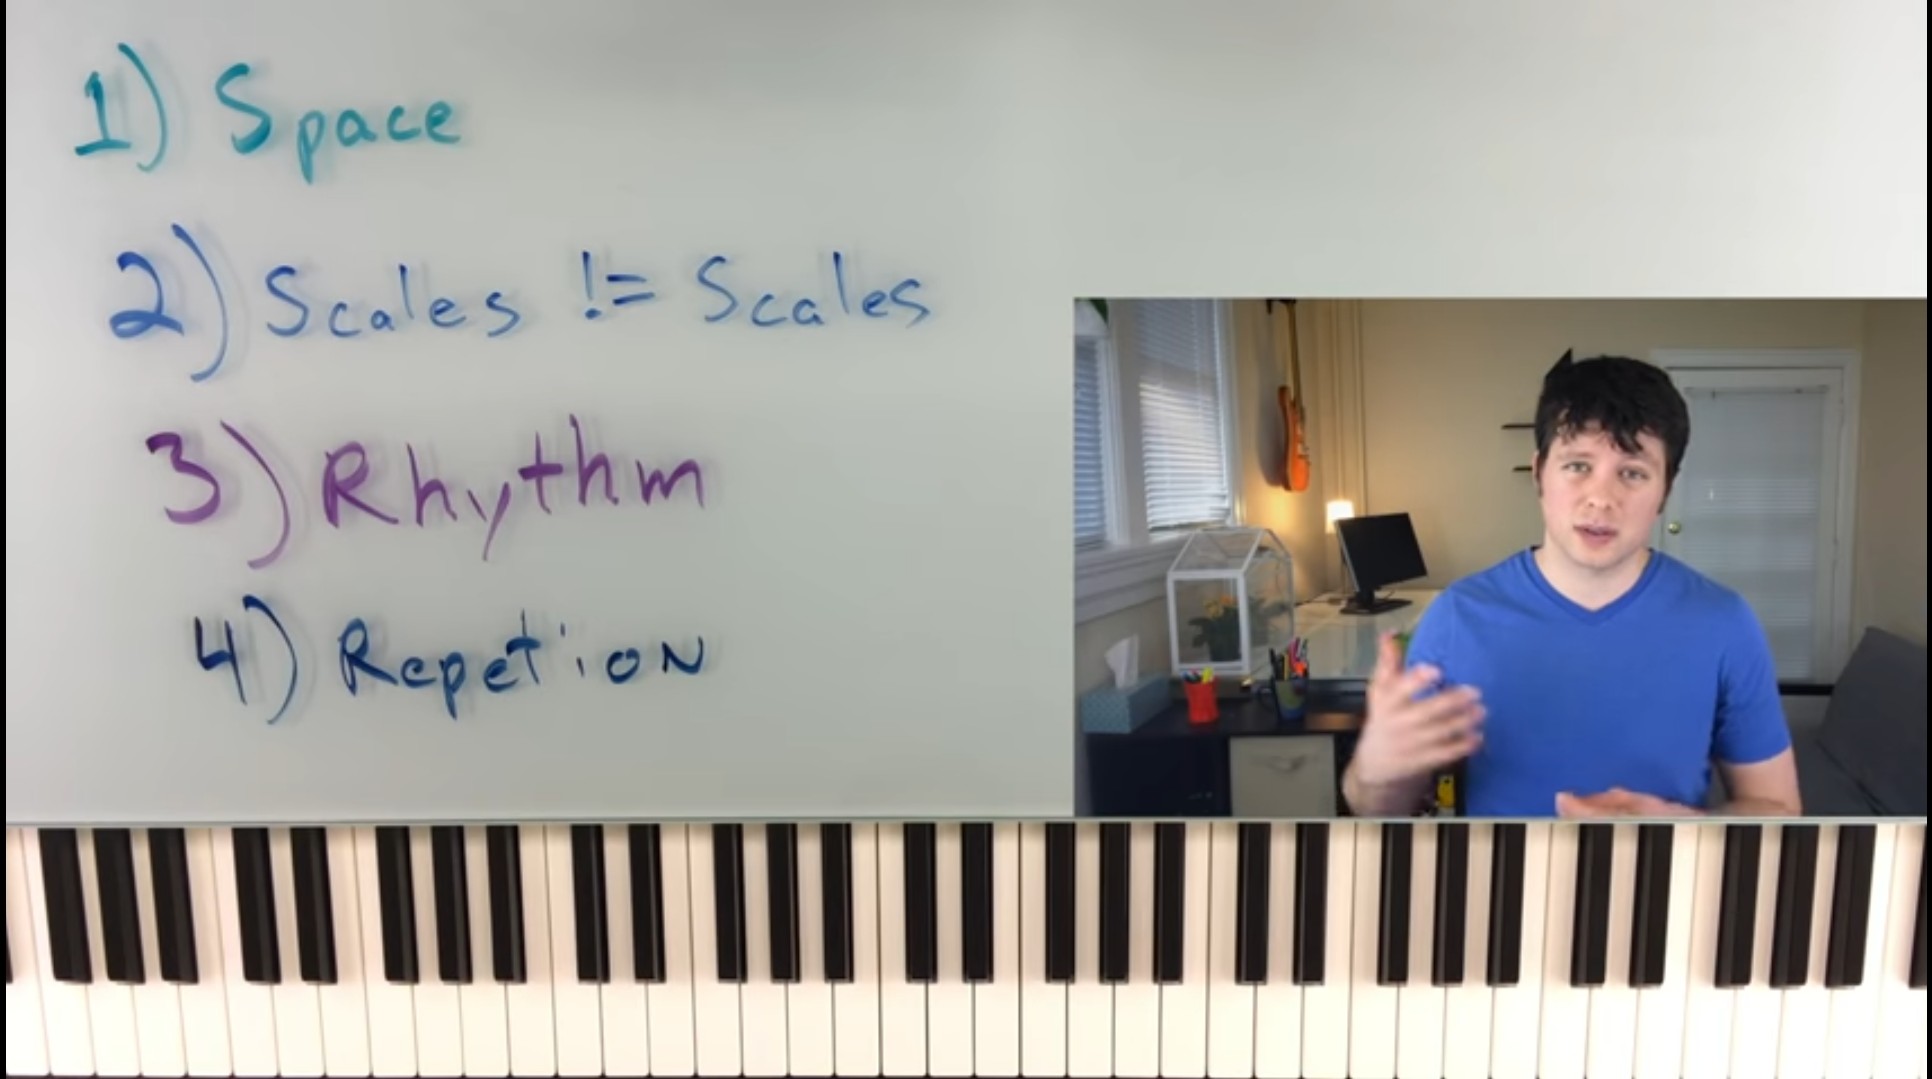 1) Space
2) Scales != Scales
3) Rhythm
4) Repetion